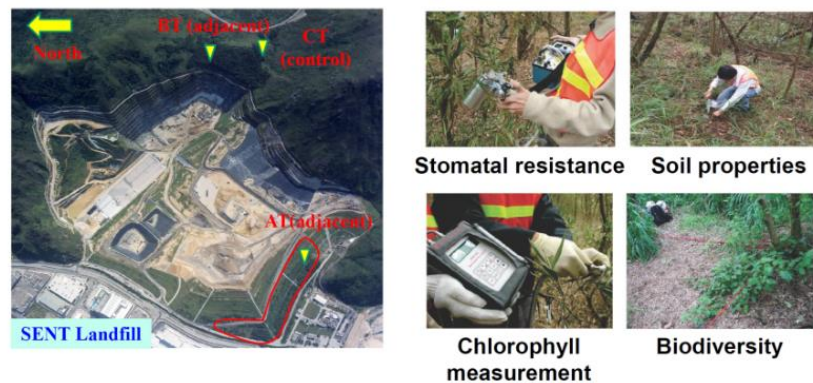 North
BT (adjacent)
CT
(control)
AT(adjacent)
SENT Landfill
Stomatal resistance
Soil properties
Chlorophyll
measurement
Biodiversity